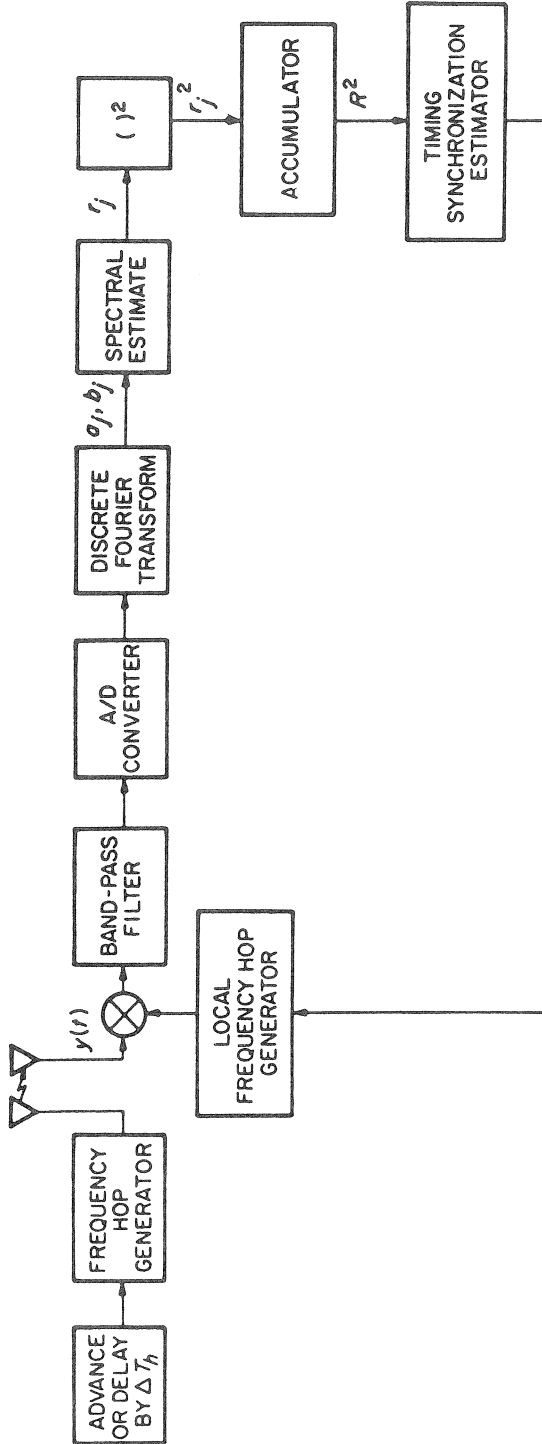 ADVANCE
OR DELAY
BY ΔT_h
FREQUENCY
HOP
GENERATOR
y(t)
LOCAL
FREQUENCY HOP
GENERATOR
BAND-PASS
FILTER
A/D
CONVERTER
DISCRETE
FOURIER
TRANSFORM
a_j, b_j
SPECTRAL
ESTIMATE
r_j
( )²
r_j²
ACCUMULATOR
R²
TIMING
SYNCHRONIZATION
ESTIMATOR